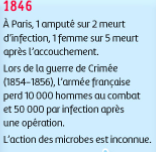 1846
À Paris, 1 amputé sur 2 meurt
d'infection, 1 femme sur 5 meurt
après l'accouchement.
Lors de la guerre de Crimée
(1854-1856), l'armée française
perd 10 000 hommes au combat
et 50 000 par infection après
une opération.
L'action des microbes est inconnue.